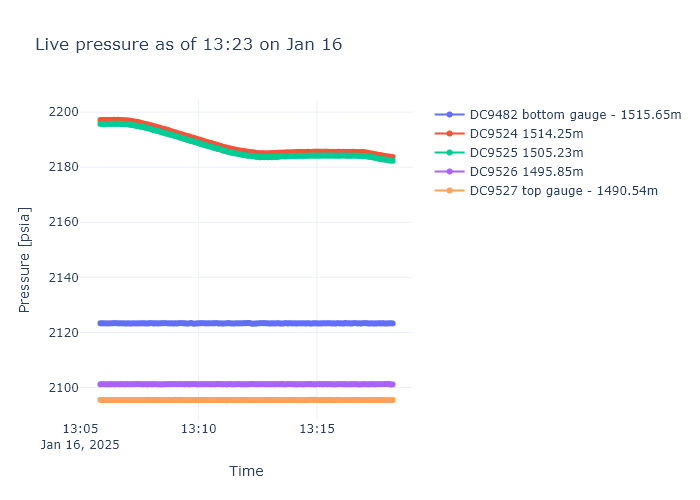 Live pressure as of 13:23 on Jan 16
2200
2180
2160
2140
2120
2100
Pressure [psia]
13:05
Jan 16, 2025
13:10
13:15
Time
DC9482 bottom gauge - 1515.65m
DC9524 1514.25m
DC9525 1505.23m
DC9526 1495.85m
DC9527 top gauge - 1490.54m